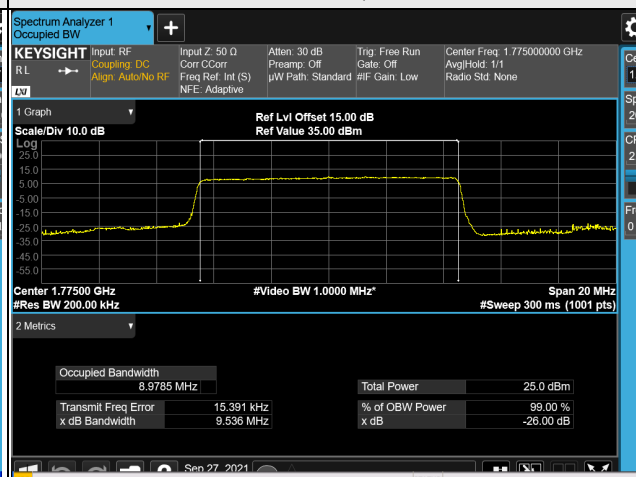 Spectrum Analyzer 1
Occupied BW
KEYSIGHT
RL
LXI
Input: RF
Coupling: DC
Align: Auto/No RF
Input Z: 50 Ω
Corr CCorr
Freq Ref: Int (S)
NFE: Adaptive
Atten: 30 dB
Preamp: Off
µW Path: Standard
Trig: Free Run
Gate: Off
#IF Gain: Low
Center Freq: 1.775000000 GHz
Avg|Hold: 1/1
Radio Std: None
1 Graph
Scale/Div 10.0 dB
Ref Lvl Offset 15.00 dB
Ref Value 35.00 dBm
Log
25.0
15.0
5.00
-5.00
-15.0
-25.0
-35.0
-45.0
-55.0
Center 1.77500 GHz
#Res BW 200.00 kHz
#Video BW 1.0000 MHz*
Span 20 MHz
#Sweep 300 ms (1001 pts)
2 Metrics
Occupied Bandwidth
8.9785 MHz
Total Power 25.0 dBm
Transmit Freq Error 15.391 kHz
% of OBW Power 99.00 %
x dB Bandwidth 9.536 MHz
x dB -26.00 dB
Sep 27, 2021